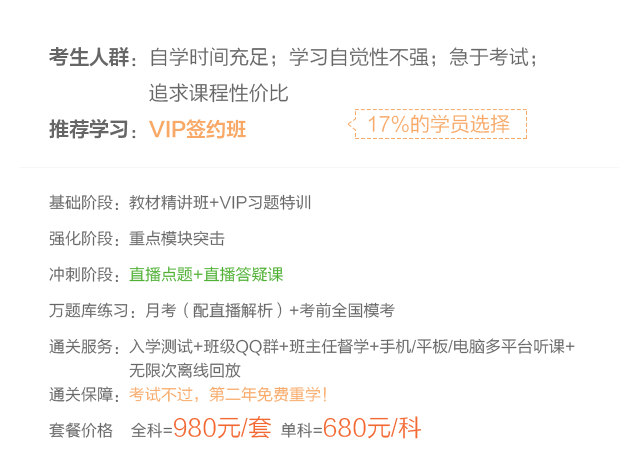 考生人群：自学时间充足；学习自觉性不强；急于考试；
追求课程性价比
推荐学习：VIP签约班
17%的学员选择
基础阶段：教材精讲班+VIP习题特训
强化阶段：重点模块突击
冲刺阶段：直播点题+直播答疑课
万题库练习：月考（配直播解析）+考前全国模考
通关服务：入学测试+班级QQ群+班主任督学+手机/平板/电脑多平台听课+
无限次离线回放
通关保障：考试不过，第二年免费重学！
套餐价格 全科=980元/套 单科=680元/科